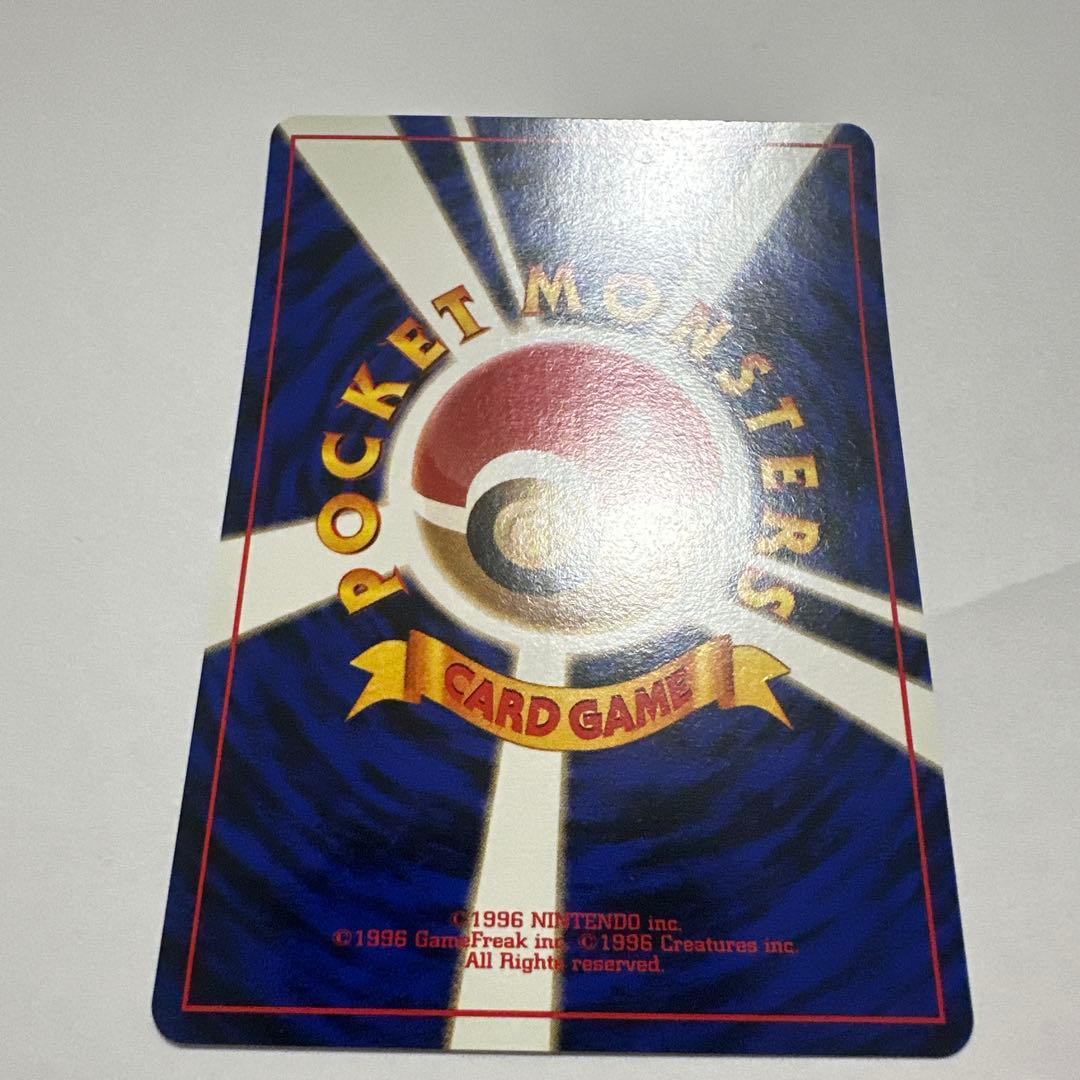 POCKET MONSTERS
CARD GAME
©1996 NINTENDO inc.
©1996 GameFreak inc. ©1996 Creatures inc.
All Rights reserved.